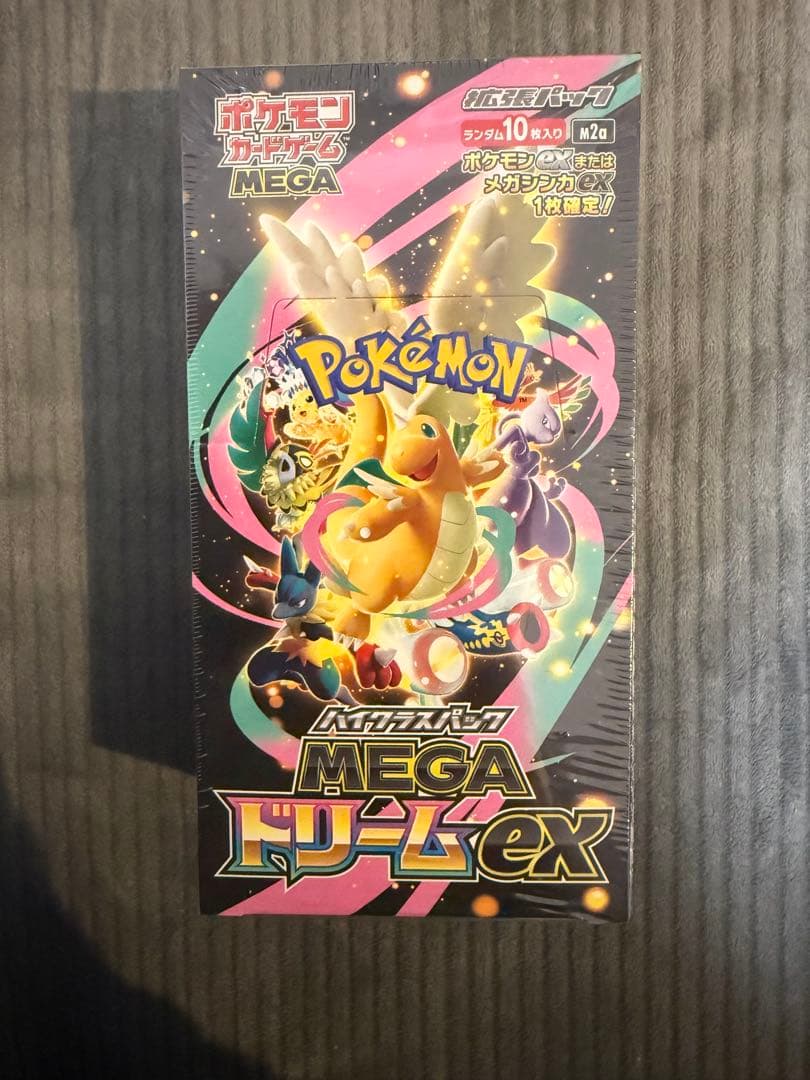 ポケモン
カードゲーム™
MEGA
拡張パック
ランダム10枚入り M2a
ポケモンexまたは
メガシンカex
1枚確定!
POKéMON™
ハイクラスパック
MEGA
ドリームex